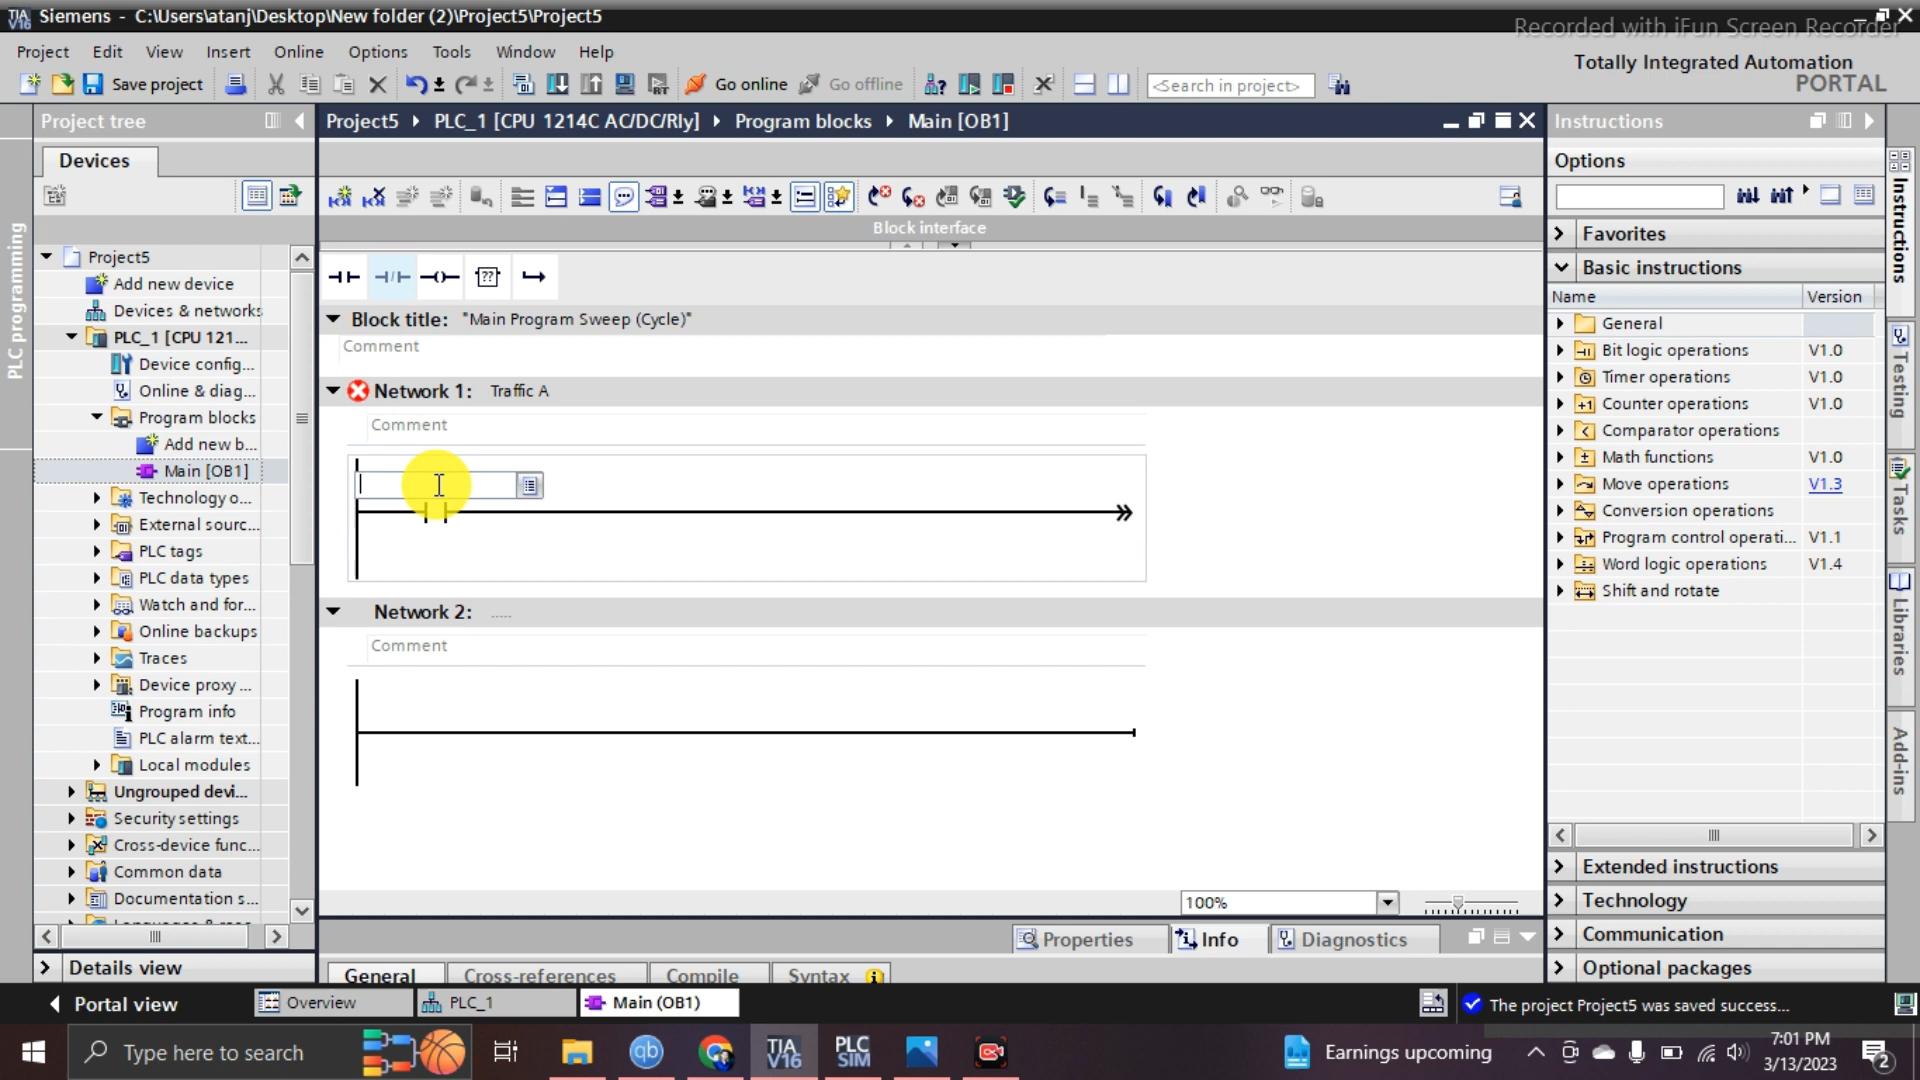 TIA V16 Siemens - C:\Users\atanj\Desktop\New folder (2)\Project5\Project5
Recorded with iFun Screen Recorder
Project Edit View Insert Online Options Tools Window Help
Totally Integrated Automation
PORTAL
Save project
Go online
Go offline
<Search in project>
Project tree
Project5 PLC_1 [CPU 1214C AC/DC/Rly] Program blocks Main [OB1]
Instructions
Devices
Options
Block interface
PLC programming
Project5
Add new device
Devices & networks
PLC_1 [CPU 121...
Device config...
Online & diag...
Program blocks
Add new b...
Main [OB1]
Technology o...
External sourc...
PLC tags
PLC data types
Watch and for...
Online backups
Traces
Device proxy ...
Program info
PLC alarm text...
Local modules
Ungrouped devi...
Security settings
Cross-device func...
Common data
Documentation s...
Details view
??
Block title: "Main Program Sweep (Cycle)"
Comment
Network 1: Traffic A
Comment
Network 2: .....
Comment
100%
Properties
Info
Diagnostics
General
Cross-references
Compile
Syntax
Favorites
Basic instructions
Name Version
General
Bit logic operations V1.0
Timer operations V1.0
Counter operations V1.0
Comparator operations
Math functions V1.0
Move operations V1.3
Conversion operations
Program control operati... V1.1
Word logic operations V1.4
Shift and rotate
Extended instructions
Technology
Communication
Optional packages
Instructions
Testing
Tasks
Libraries
Add-ins
Portal view
Overview
PLC_1
Main (OB1)
The project Project5 was saved success...
Type here to search
qb
TIA V16
PLC SIM
Earnings upcoming
7:01 PM
3/13/2023
2